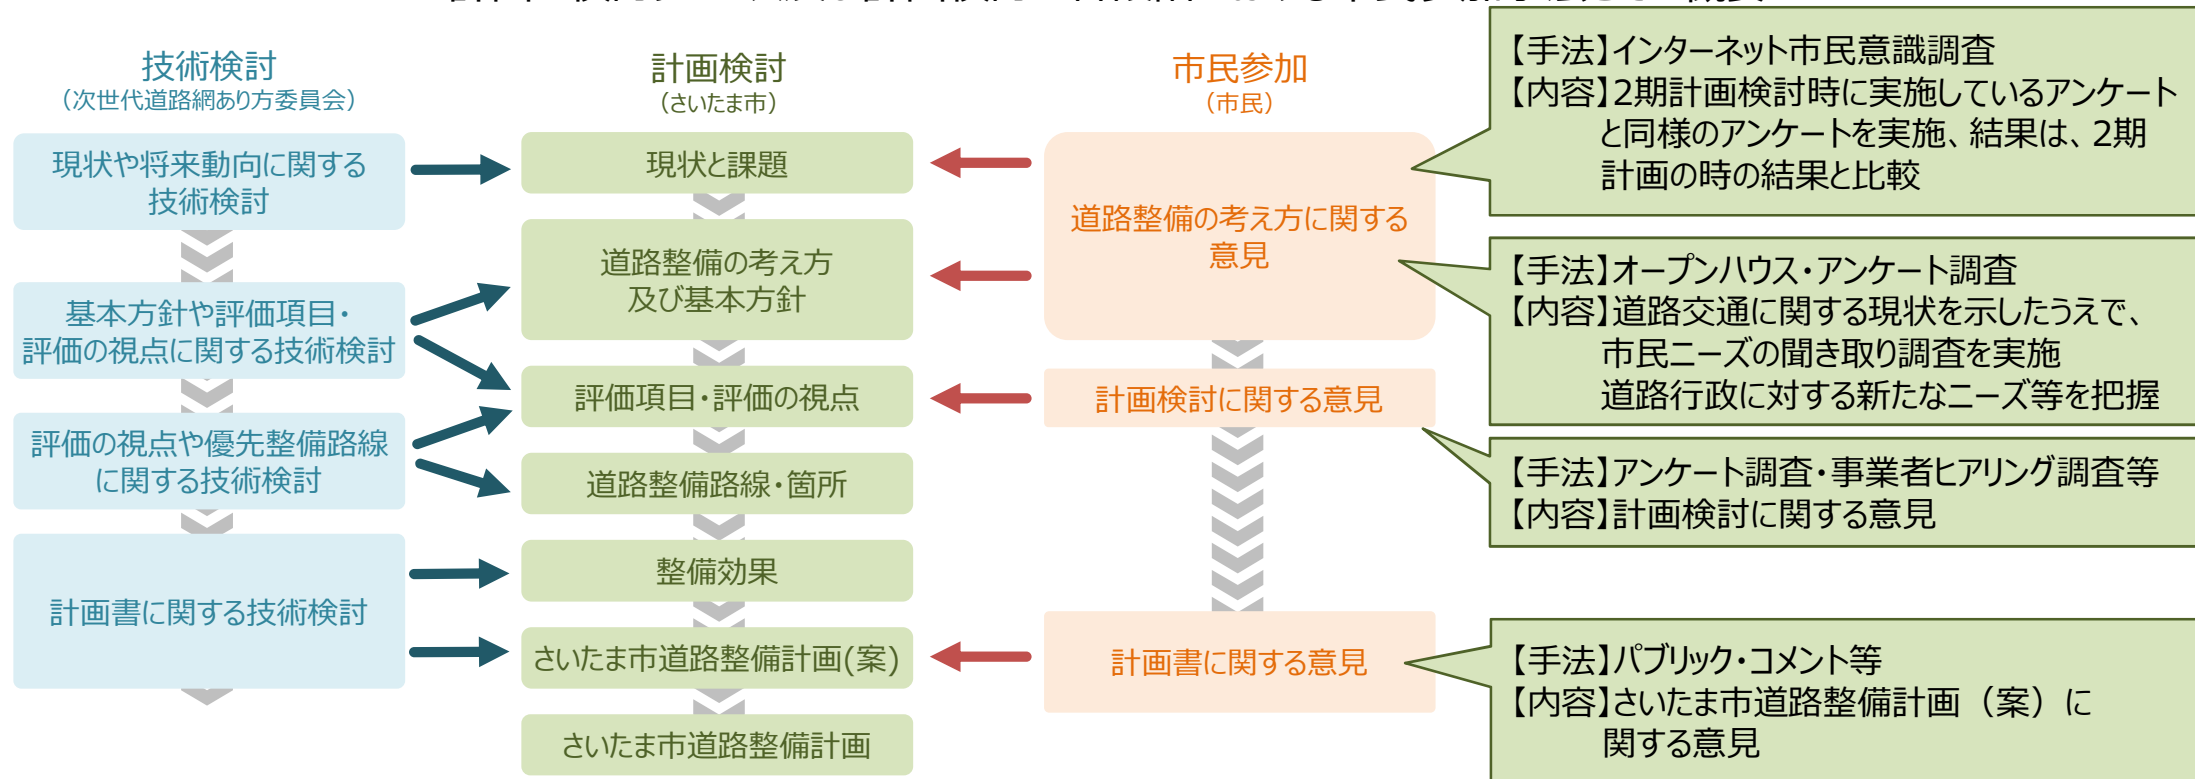 技術検討
（次世代道路網あり方委員会）
現状や将来動向に関する
技術検討
基本方針や評価項目・
評価の視点に関する技術検討
評価の視点や優先整備路線
に関する技術検討
計画書に関する技術検討
計画検討
（さいたま市）
現状と課題
道路整備の考え方
及び基本方針
評価項目・評価の視点
道路整備路線・箇所
整備効果
さいたま市道路整備計画(案)
さいたま市道路整備計画
市民参加
（市民）
道路整備の考え方に関する
意見
計画検討に関する意見
計画書に関する意見
【手法】インターネット市民意識調査
【内容】2期計画検討時に実施しているアンケート
と同様のアンケートを実施、結果は、2期
計画の時の結果と比較
【手法】オープンハウス・アンケート調査
【内容】道路交通に関する現状を示したうえで、
市民ニーズの聞き取り調査を実施
道路行政に対する新たなニーズ等を把握
【手法】アンケート調査・事業者ヒアリング調査等
【内容】計画検討に関する意見
【手法】パブリック・コメント等
【内容】さいたま市道路整備計画（案）に
関する意見